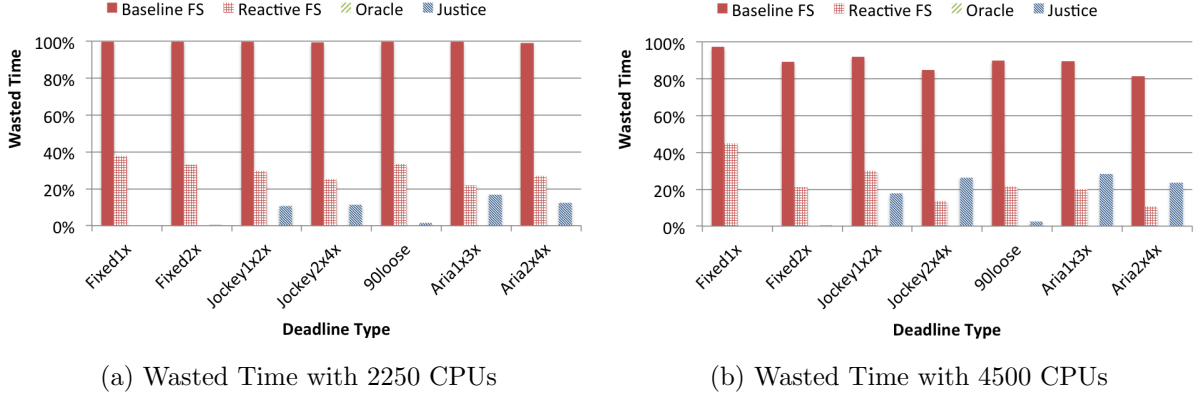 Baseline FS Reactive FS Oracle Justice
100%
80%
60%
40%
20%
0%
Wasted Time
Fixed1x
Fixed2x
Jockey1x2x
Jockey2x4x
90loose
Aria1x3x
Aria2x4x
Deadline Type
(a) Wasted Time with 2250 CPUs
Baseline FS Reactive FS Oracle Justice
100%
80%
60%
40%
20%
0%
Wasted Time
Fixed1x
Fixed2x
Jockey1x2x
Jockey2x4x
90loose
Aria1x3x
Aria2x4x
Deadline Type
(b) Wasted Time with 4500 CPUs